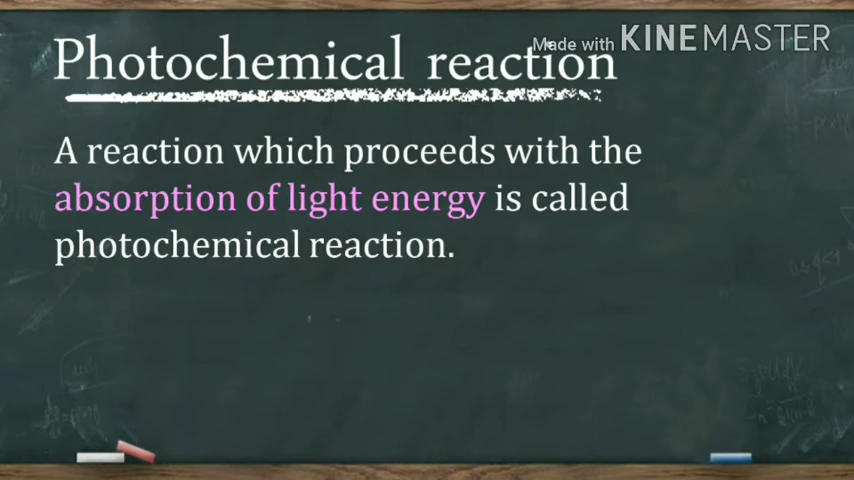 Photochemical reaction
Made with KINEMASTER
A reaction which proceeds with the
absorption of light energy is called
photochemical reaction.